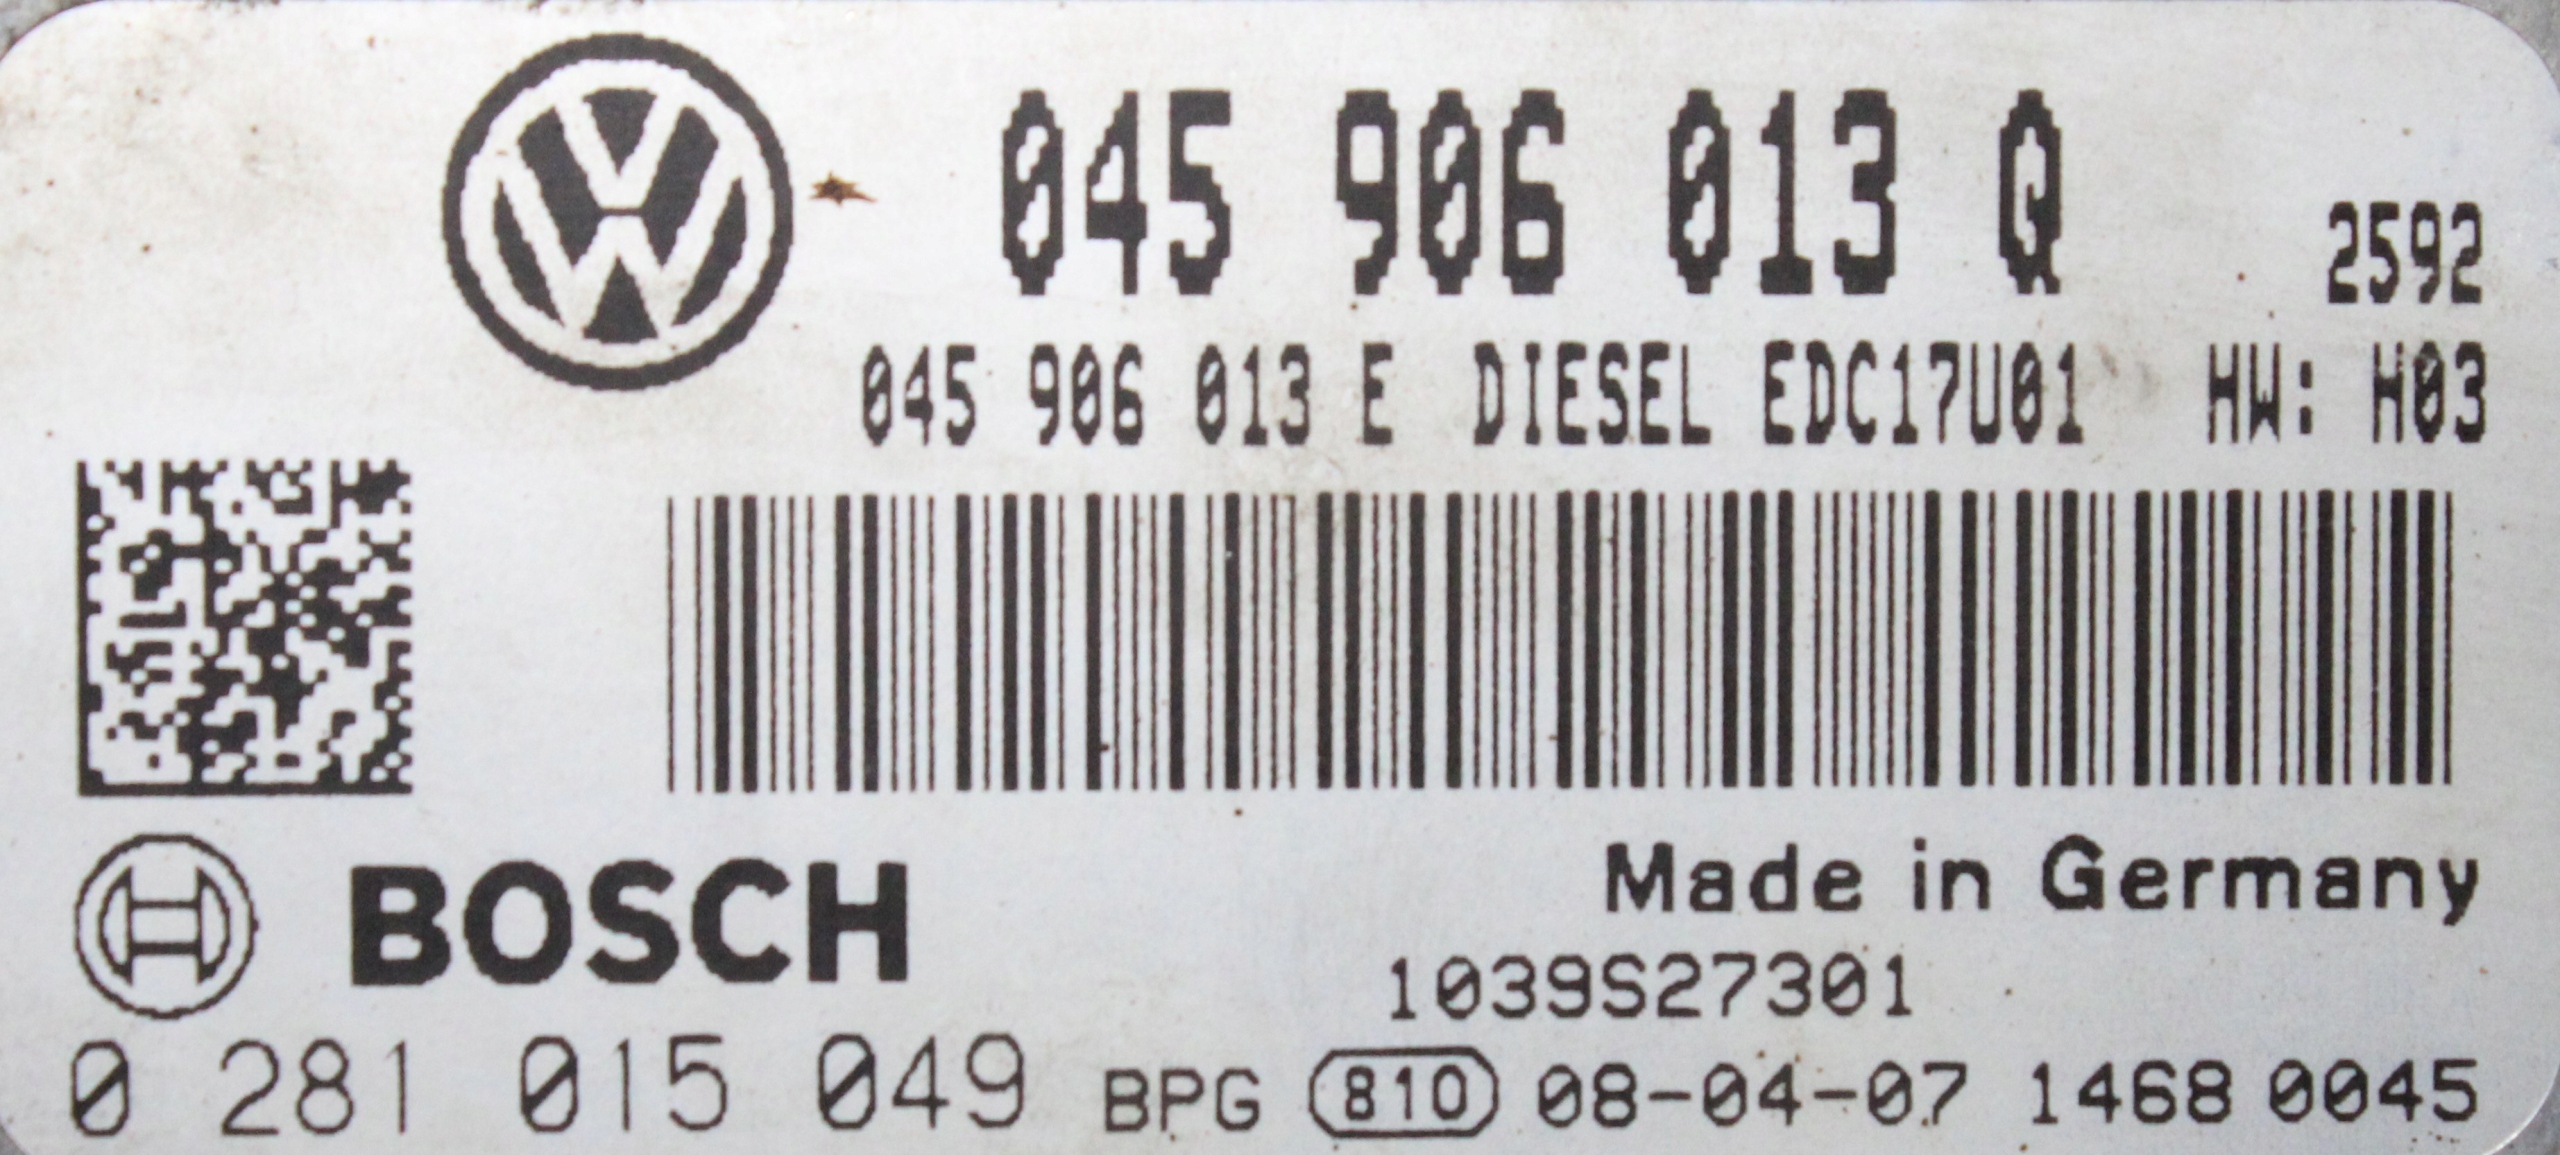 045 906 013 Q
2592
045 906 013 E DIESEL EDC17U01 HW: H03
BOSCH
Made in Germany
1039S27301
0 281 015 049 BPG 810 08-04-07 1468 0045